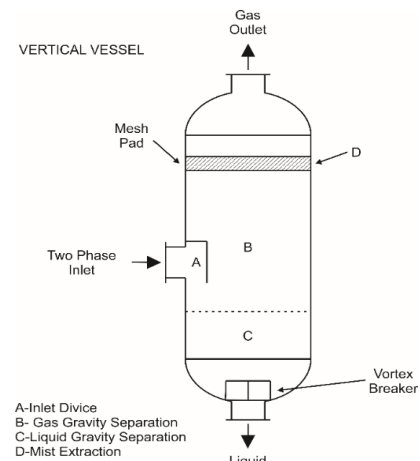 Gas
Outlet
VERTICAL VESSEL
Mesh
Pad
D
B
Two Phase
Inlet
A
C
Vortex
Breaker
A-Inlet Divice
B- Gas Gravity Separation
C-Liquid Gravity Separation
D-Mist Extraction
Liquid